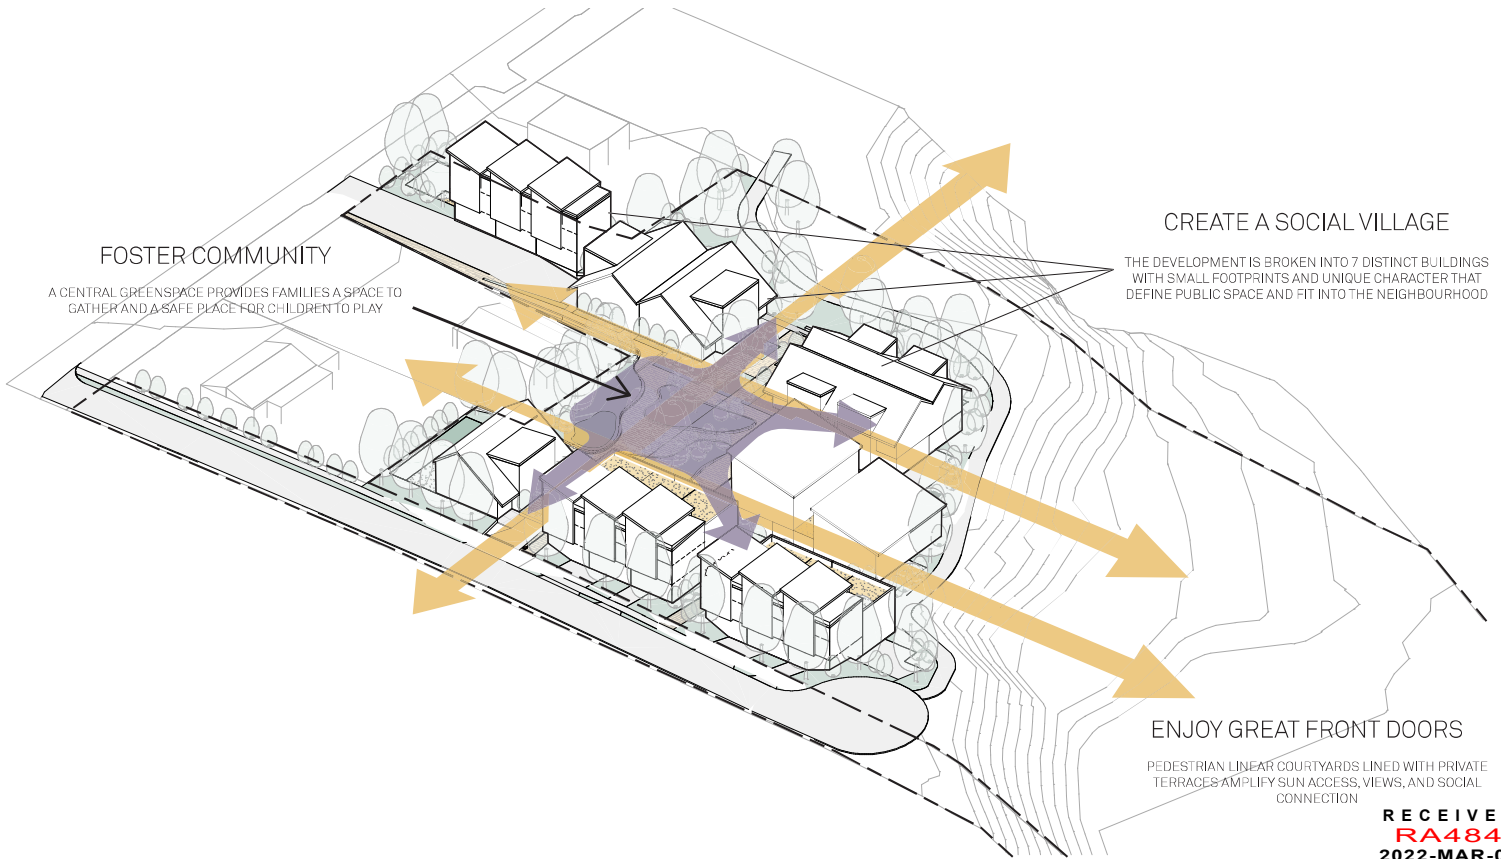 FOSTER COMMUNITY
A CENTRAL GREENSPACE PROVIDES FAMILIES A SPACE TO
GATHER AND A SAFE PLACE FOR CHILDREN TO PLAY
CREATE A SOCIAL VILLAGE
THE DEVELOPMENT IS BROKEN INTO 7 DISTINCT BUILDINGS
WITH SMALL FOOTPRINTS AND UNIQUE CHARACTER THAT
DEFINE PUBLIC SPACE AND FIT INTO THE NEIGHBOURHOOD
ENJOY GREAT FRONT DOORS
PEDESTRIAN LINEAR COURTYARDS LINED WITH PRIVATE
TERRACES AMPLIFY SUN ACCESS, VIEWS, AND SOCIAL
CONNECTION
RECEIVE
RA484
2022-MAR-0